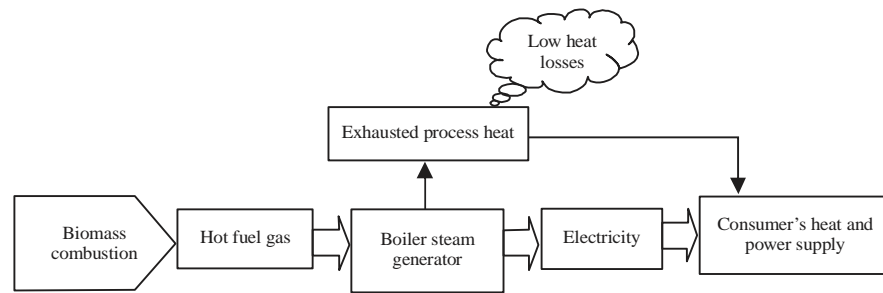 Low heat
losses
Exhausted process heat
Biomass
combustion
Hot fuel gas
Boiler steam
generator
Electricity
Consumer's heat and
power supply